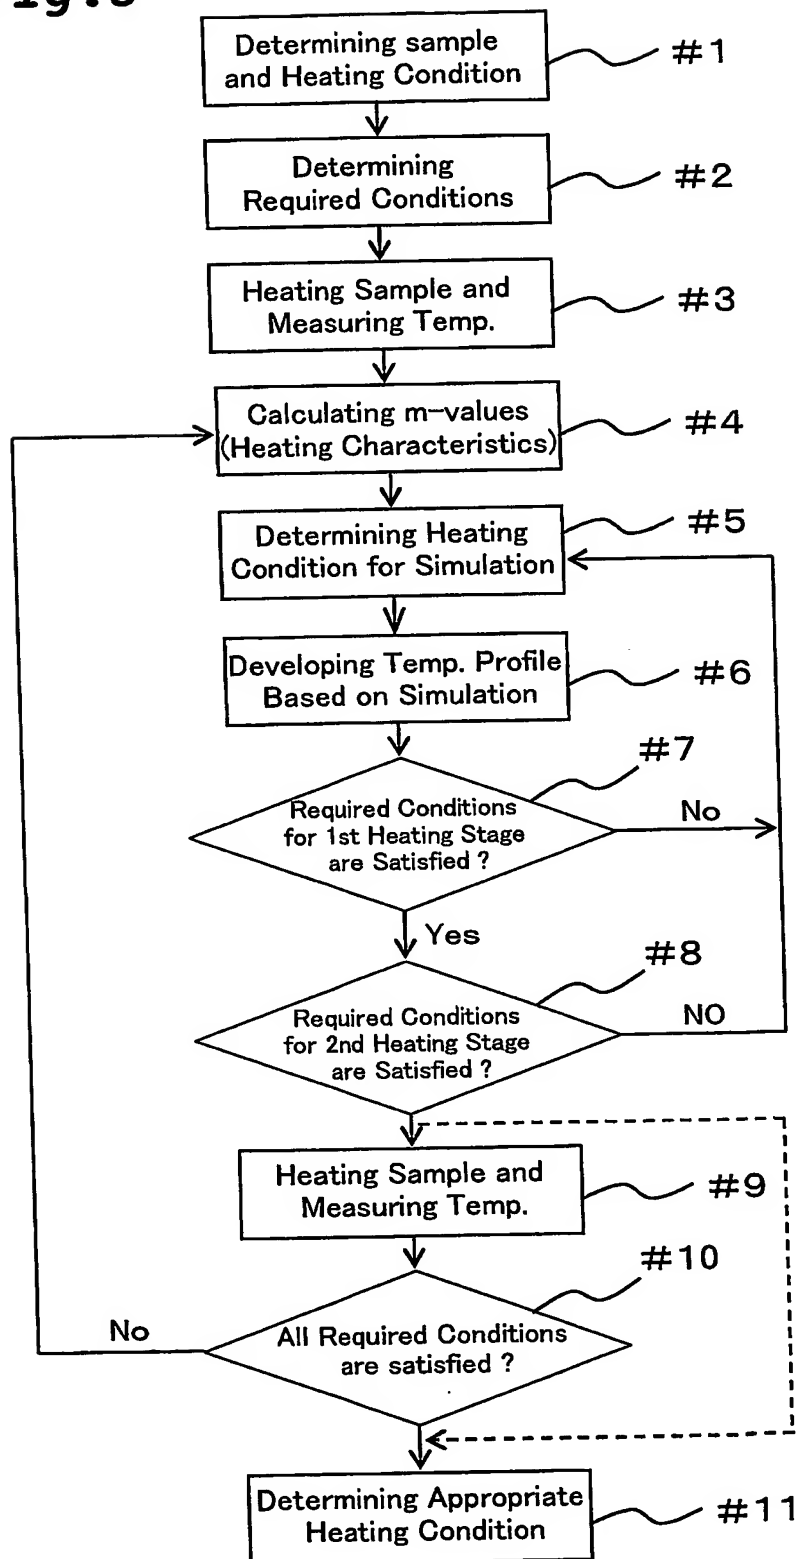 Determining sample
and Heating Condition
#1
Determining
Required Conditions
#2
Heating Sample and
Measuring Temp.
#3
Calculating m-values
(Heating Characteristics)
#4
Determining Heating
Condition for Simulation
#5
Developing Temp. Profile
Based on Simulation
#6
#7
Required Conditions
for 1st Heating Stage
are Satisfied ?
No
Yes
#8
Required Conditions
for 2nd Heating Stage
are Satisfied ?
NO
Heating Sample and
Measuring Temp.
#9
#10
All Required Conditions
are satisfied ?
No
Determining Appropriate
Heating Condition
#11